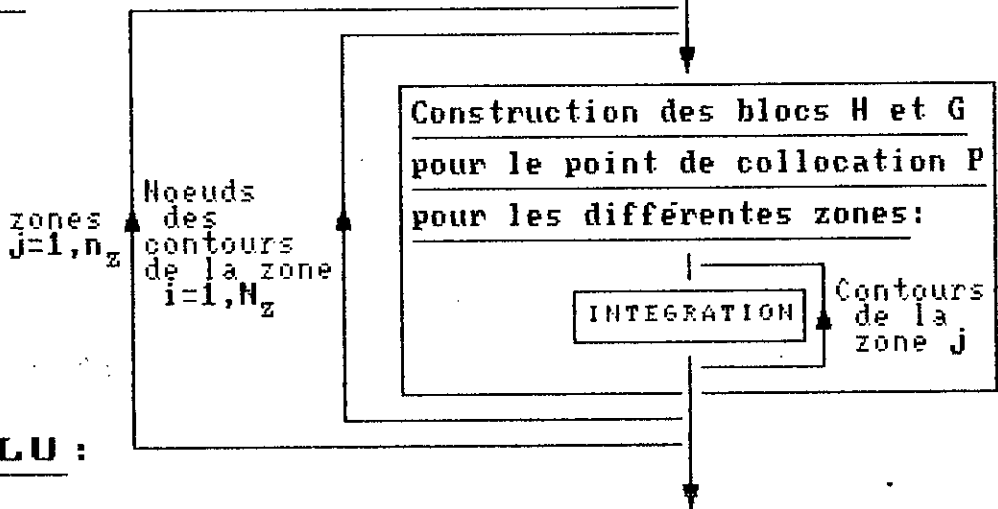 Construction des blocs H et G
pour le point de collocation P
pour les différentes zones:
zones
j=1,n_z
Noeuds
des
contours
de la zone
i=1,N_z
INTEGRATION
Contours
de la
zone j
LU :